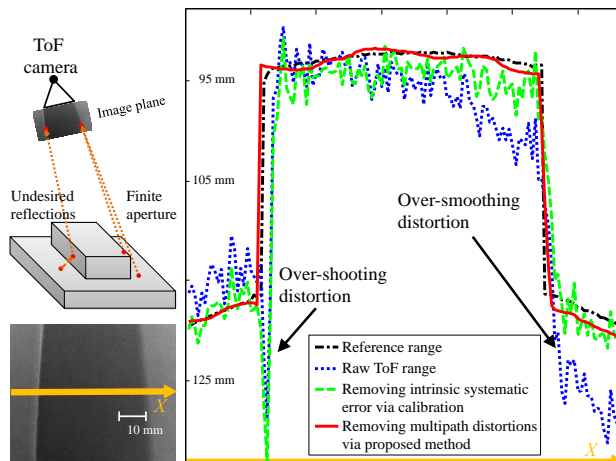 ToF
camera
Image plane
Undesired
reflections
Finite
aperture
X
10 mm
95 mm
105 mm
125 mm
Over-shooting
distortion
Over-smoothing
distortion
Reference range
Raw ToF range
Removing intrinsic systematic
error via calibration
Removing multipath distortions
via proposed method
X